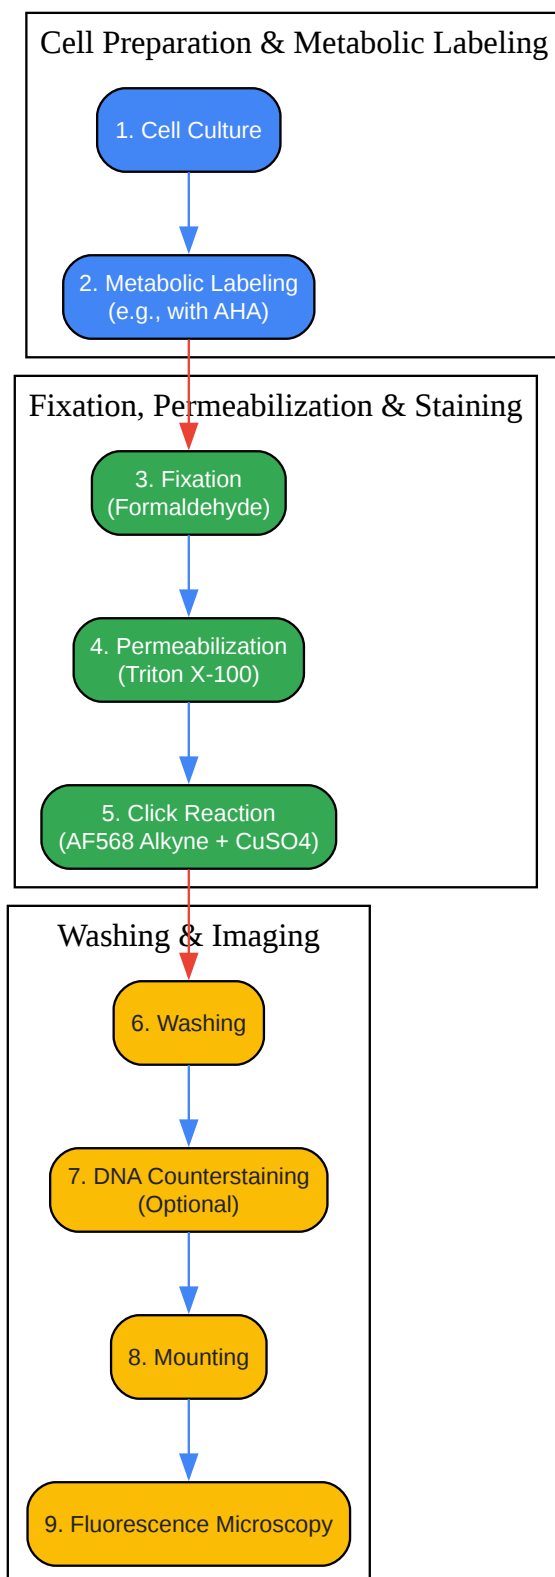 Cell Preparation & Metabolic Labeling
1. Cell Culture
2. Metabolic Labeling
(e.g., with AHA)
Fixation, Permeabilization & Staining
3. Fixation
(Formaldehyde)
4. Permeabilization
(Triton X-100)
5. Click Reaction
(AF568 Alkyne + CuSO4)
Washing & Imaging
6. Washing
7. DNA Counterstaining
(Optional)
8. Mounting
9. Fluorescence Microscopy